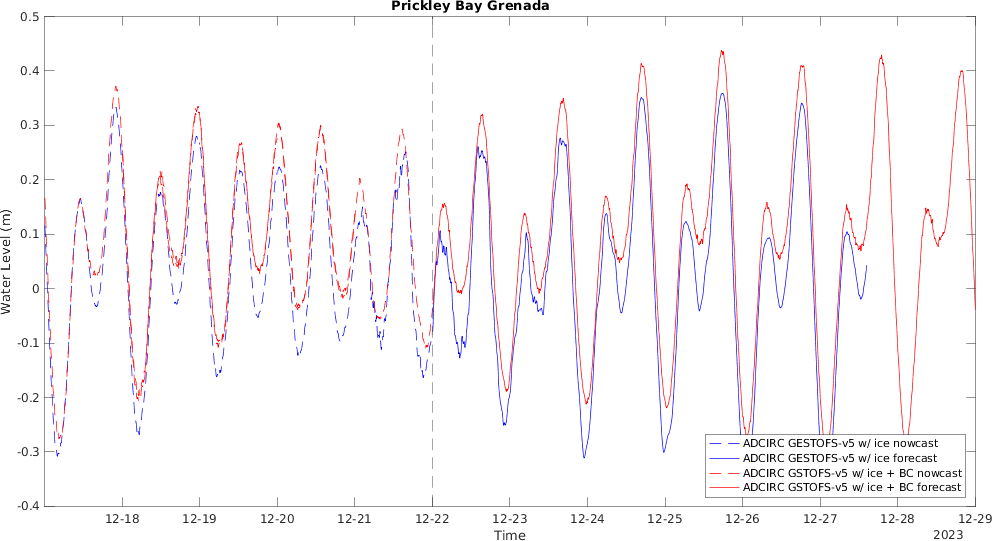 Prickley Bay Grenada
0.5
0.4
0.3
0.2
0.1
0
-0.1
-0.2
-0.3
-0.4
Water Level (m)
ADCIRC GESTOFS-v5 w/ ice nowcast
ADCIRC GESTOFS-v5 w/ ice forecast
ADCIRC GSTOFS-v5 w/ ice + BC nowcast
ADCIRC GSTOFS-v5 w/ ice + BC forecast
12-18 12-19 12-20 12-21 12-22 12-23 12-24 12-25 12-26 12-27 12-28 12-29
Time
2023